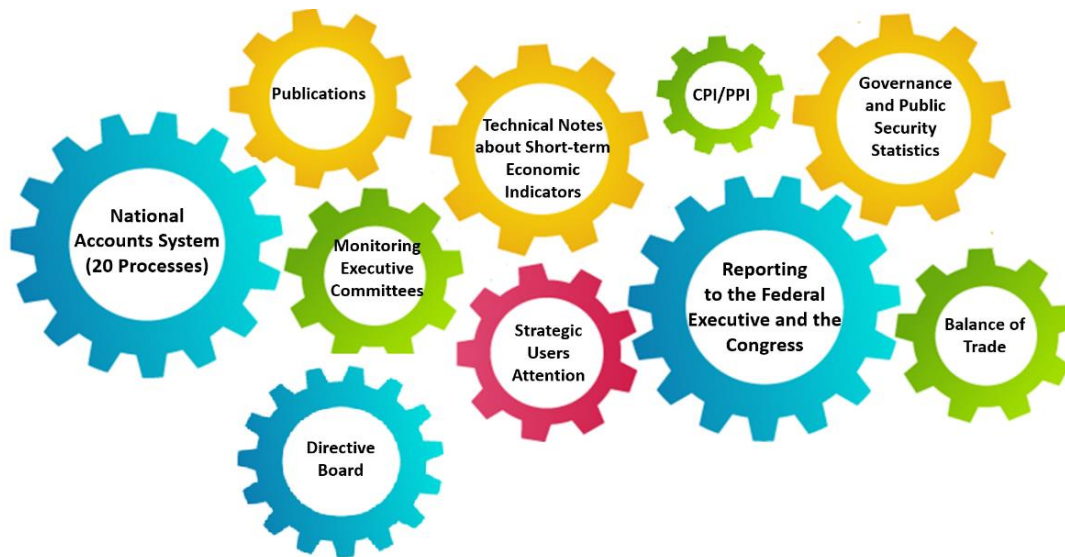 Publications
Technical Notes
about Short-term
Economic
Indicators
CPI/PPI
Governance
and Public
Security
Statistics
National
Accounts System
(20 Processes)
Monitoring
Executive
Committees
Strategic
Users
Attention
Reporting
to the Federal
Executive and the
Congress
Balance of
Trade
Directive
Board